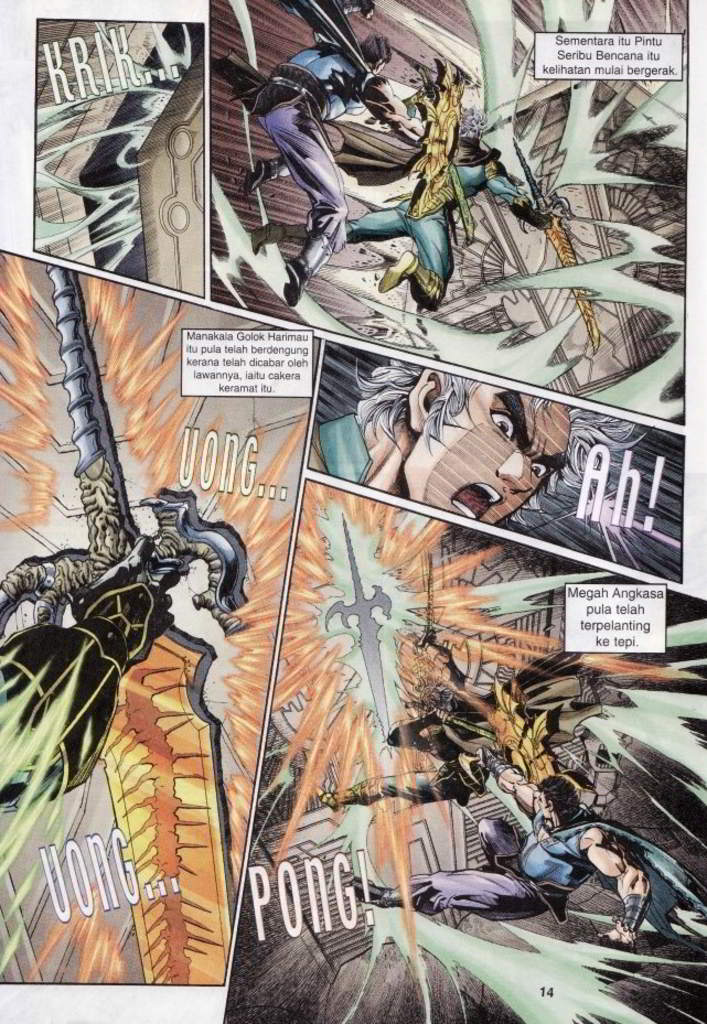 KRIK...
Sementara itu Pintu
Seribu Bencana itu
kelihatan mulai bergerak.
Manakala Golok Harimau
itu pula telah berdengung
kerana telah dicabar oleh
lawannya, iaitu cakera
keramat itu.
UONG...
Ah!
Megah Angkasa
pula telah
terpelanting
ke tepi.
UONG...
PONG!
14